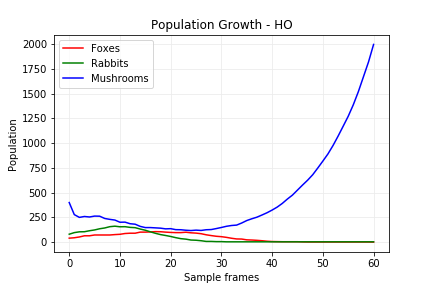 Population Growth - HO
Foxes
Rabbits
Mushrooms
Population
2000
1750
1500
1250
1000
750
500
250
0
0 10 20 30 40 50 60
Sample frames